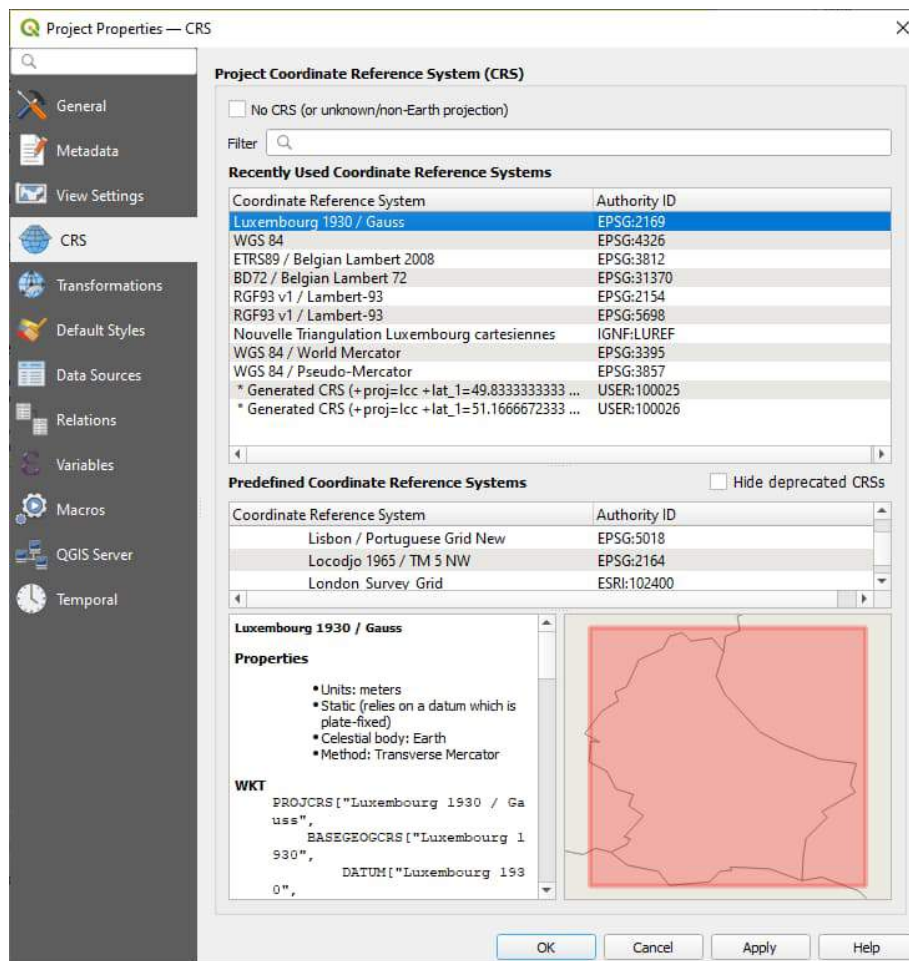 Project Properties — CRS
General
Metadata
View Settings
CRS
Transformations
Default Styles
Data Sources
Relations
Variables
Macros
QGIS Server
Temporal
Project Coordinate Reference System (CRS)
No CRS (or unknown/non-Earth projection)
Filter
Recently Used Coordinate Reference Systems
Coordinate Reference System Authority ID
Luxembourg 1930 / Gauss EPSG:2169
WGS 84 EPSG:4326
ETRS89 / Belgian Lambert 2008 EPSG:3812
BD72 / Belgian Lambert 72 EPSG:31370
RGF93 v1 / Lambert-93 EPSG:2154
RGF93 v1 / Lambert-93 EPSG:5698
Nouvelle Triangulation Luxembourg cartesiennes IGNF:LUREF
WGS 84 / World Mercator EPSG:3395
WGS 84 / Pseudo-Mercator EPSG:3857
* Generated CRS (+proj=lcc +lat_1=49.8333333333 ... USER:100025
* Generated CRS (+proj=lcc +lat_1=51.1666672333 ... USER:100026
Predefined Coordinate Reference Systems Hide deprecated CRSs
Coordinate Reference System Authority ID
Lisbon / Portuguese Grid New EPSG:5018
Locodjo 1965 / TM 5 NW EPSG:2164
London_Survey_Grid ESRI:102400
Luxembourg 1930 / Gauss
Properties
• Units: meters
• Static (relies on a datum which is
plate-fixed)
• Celestial body: Earth
• Method: Transverse Mercator
WKT
PROJCRS["Luxembourg 1930 / Ga
uss",
BASEGEOGCRS["Luxembourg 1
930",
DATUM["Luxembourg 193
0",
OK Cancel Apply Help